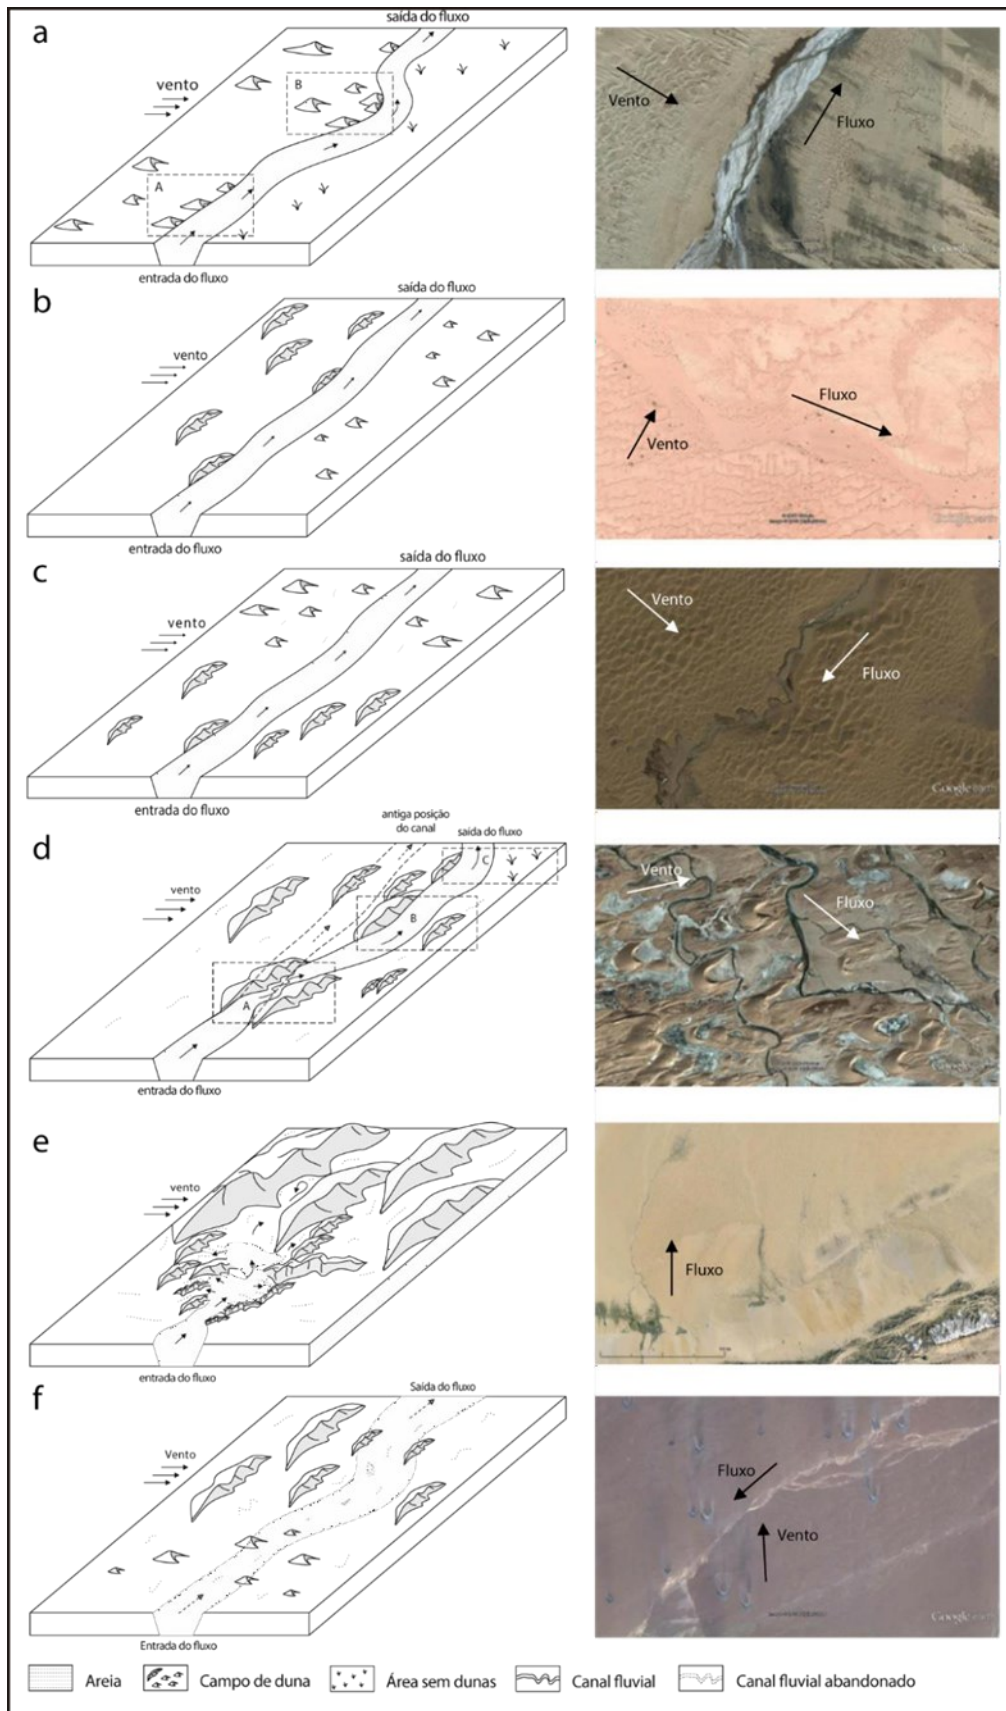 a
saída do fluxo
vento
B
A
entrada do fluxo
Vento
Fluxo
Google
b
saída do fluxo
vento
entrada do fluxo
Fluxo
Vento
c
saída do fluxo
vento
entrada do fluxo
Vento
Fluxo
Google
d
antiga posição
do canal
saída do fluxo
vento
C
B
A
entrada do fluxo
Vento
Fluxo
e
vento
entrada do fluxo
Fluxo
f
Saída do fluxo
Vento
Entrada do fluxo
Fluxo
Vento
Google
Areia
Campo de duna
Área sem dunas
Canal fluvial
Canal fluvial abandonado